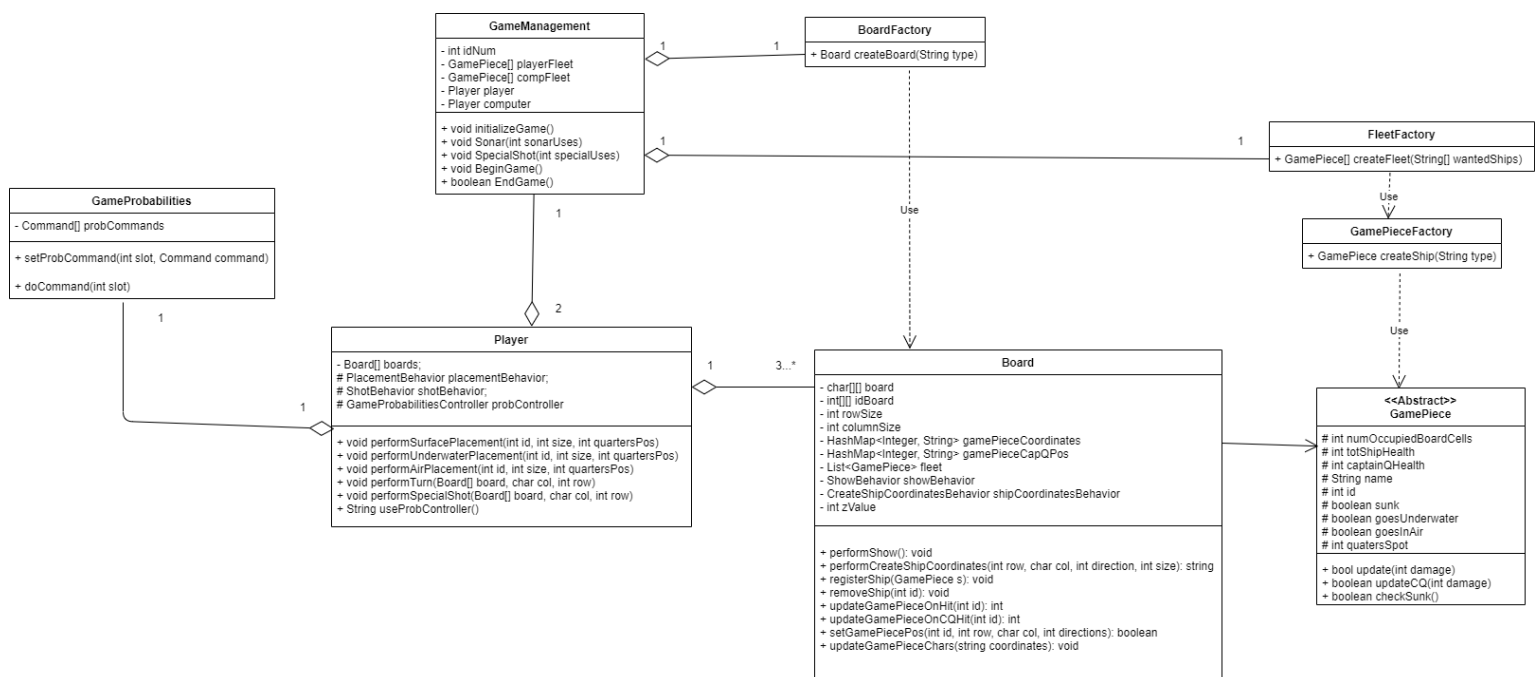 GameManagement
- int idNum
- GamePiece[] playerFleet
- GamePiece[] compFleet
- Player player
- Player computer
+ void initializeGame()
+ void Sonar(int sonarUses)
+ void SpecialShot(int specialUses)
+ void BeginGame()
+ boolean EndGame()
1
1
BoardFactory
+ Board createBoard(String type)
1
1
FleetFactory
+ GamePiece[] createFleet(String[] wantedShips)
Use
GamePieceFactory
+ GamePiece createShip(String type)
Use
Use
GameProbabilities
- Command[] probCommands
+ setProbCommand(int slot, Command command)
+ doCommand(int slot)
1
1
1
2
Player
- Board[] boards;
# PlacementBehavior placementBehavior;
# ShotBehavior shotBehavior;
# GameProbabilitiesController probController
+ void performSurfacePlacement(int id, int size, int quartersPos)
+ void performUnderwaterPlacement(int id, int size, int quartersPos)
+ void performAirPlacement(int id, int size, int quartersPos)
+ void performTurn(Board[] board, char col, int row)
+ void performSpecialShot(Board[] board, char col, int row)
+ String useProbController()
1
3...*
Board
- char[][] board
- int[][] idBoard
- int rowSize
- int columnSize
- HashMap<Integer, String> gamePieceCoordinates
- HashMap<Integer, String> gamePieceCapQPos
- List<GamePiece> fleet
- ShowBehavior showBehavior
- CreateShipCoordinatesBehavior shipCoordinatesBehavior
- int zValue
+ performShow(): void
+ performCreateShipCoordinates(int row, char col, int direction, int size): string
+ registerShip(GamePiece s): void
+ removeShip(int id): void
+ updateGamePieceOnHit(int id): int
+ updateGamePieceOnCQHit(int id): int
+ setGamePiecePos(int id, int row, char col, int directions): boolean
+ updateGamePieceChars(string coordinates): void
<<Abstract>>
GamePiece
# int numOccupiedBoardCells
# int totShipHealth
# int captainQHealth
# String name
# int id
# boolean sunk
# boolean goesUnderwater
# boolean goesInAir
# int quatersSpot
+ bool update(int damage)
+ boolean updateCQ(int damage)
+ boolean checkSunk()